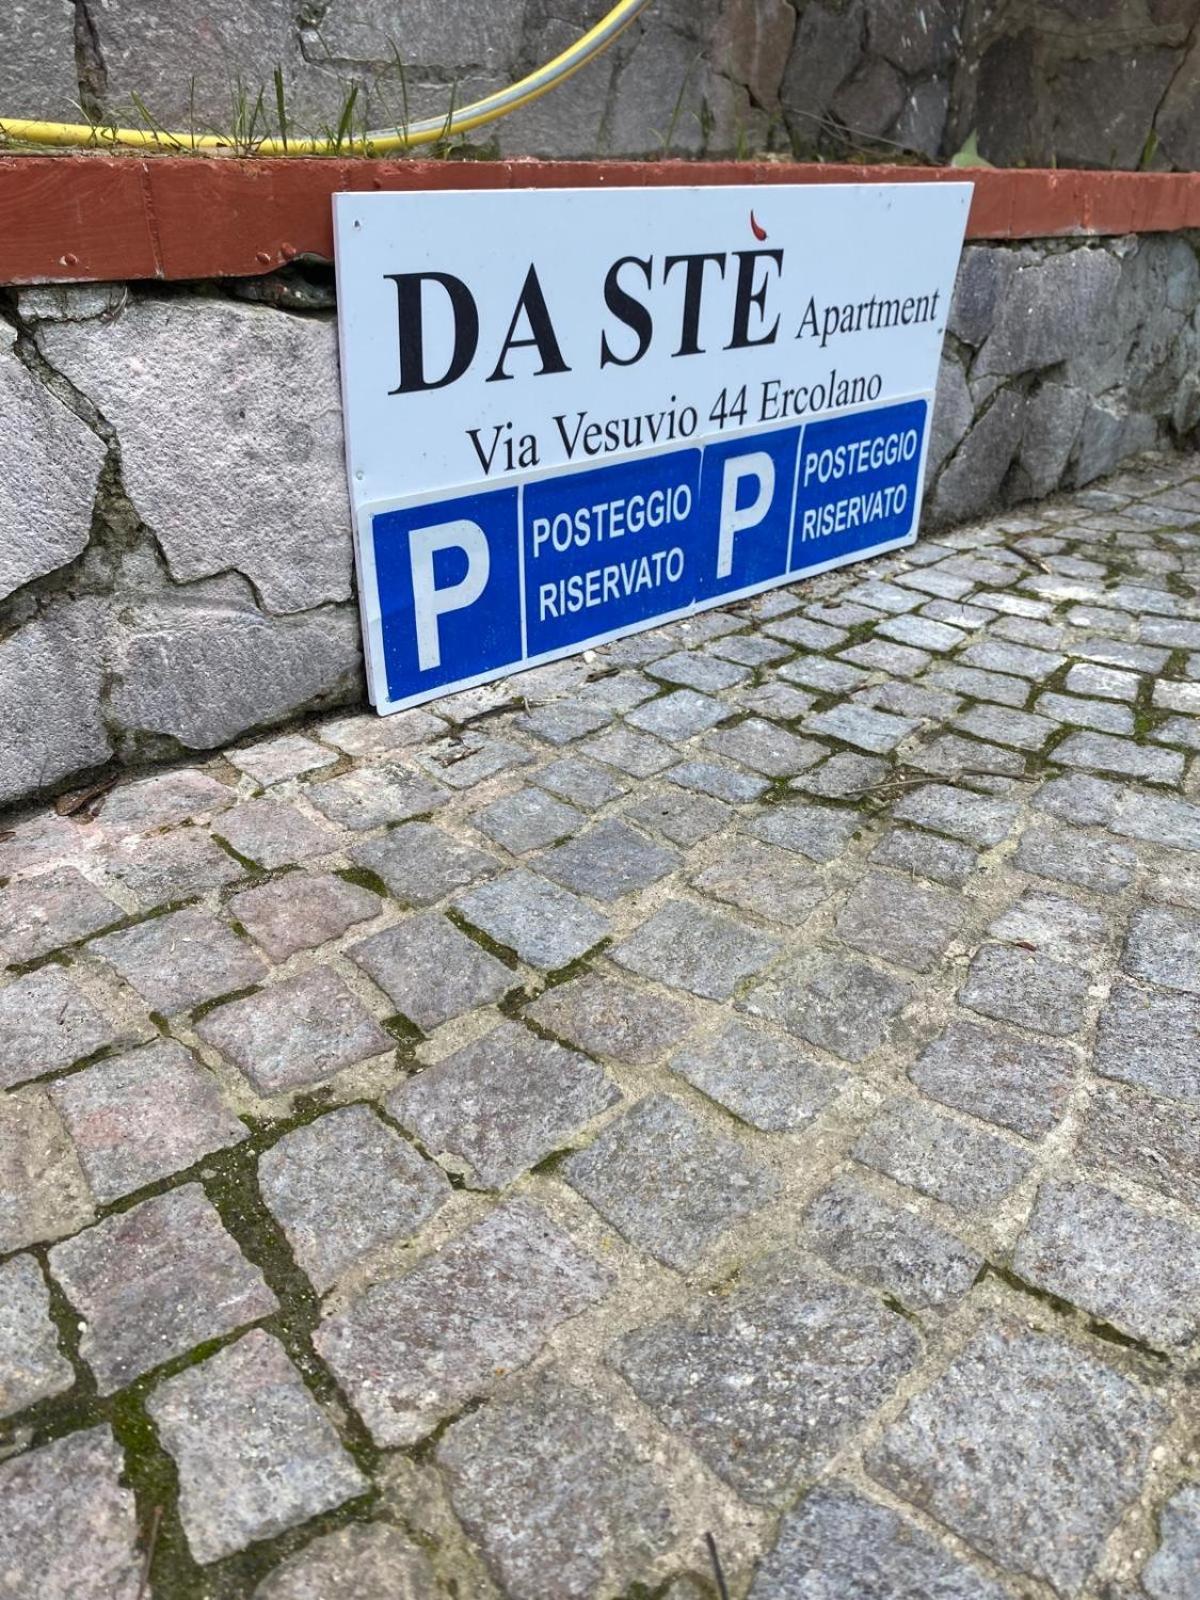 DA STÈ Apartment
Via Vesuvio 44 Ercolano
P POSTEGGIO RISERVATO
P POSTEGGIO RISERVATO